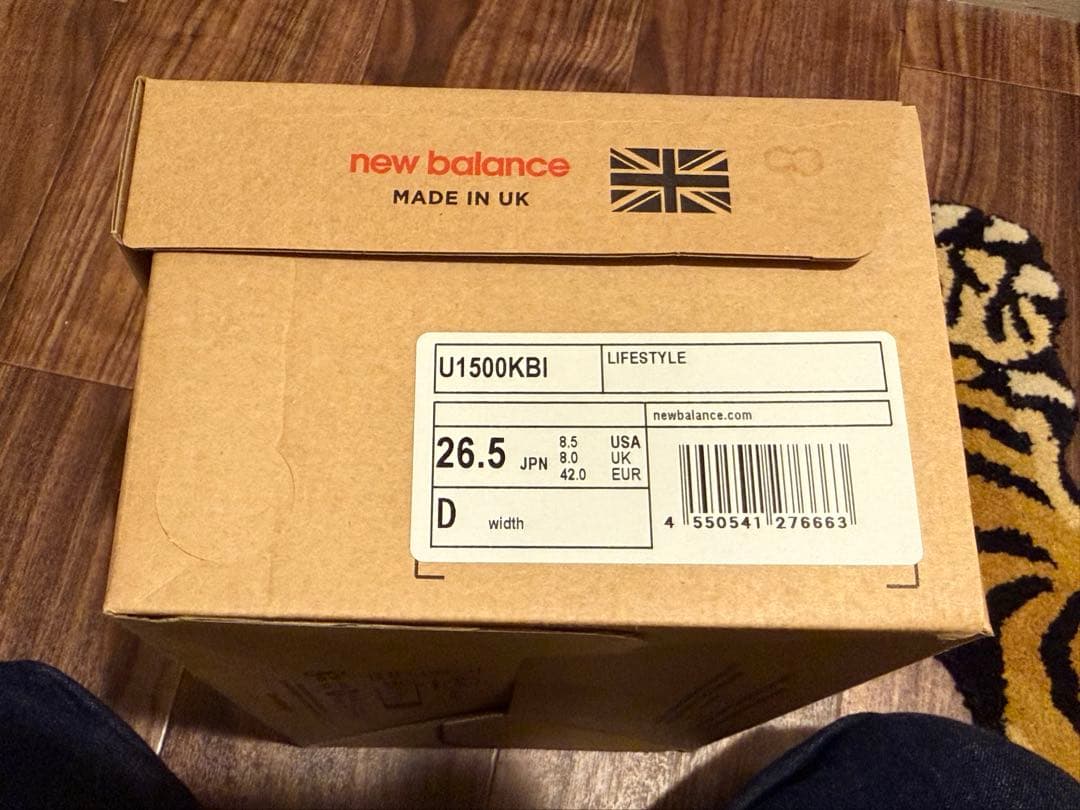 new balance
MADE IN UK
U1500KBI
LIFESTYLE
newbalance.com
26.5 JPN
8.5 USA
8.0 UK
42.0 EUR
D width
4 550541 276663